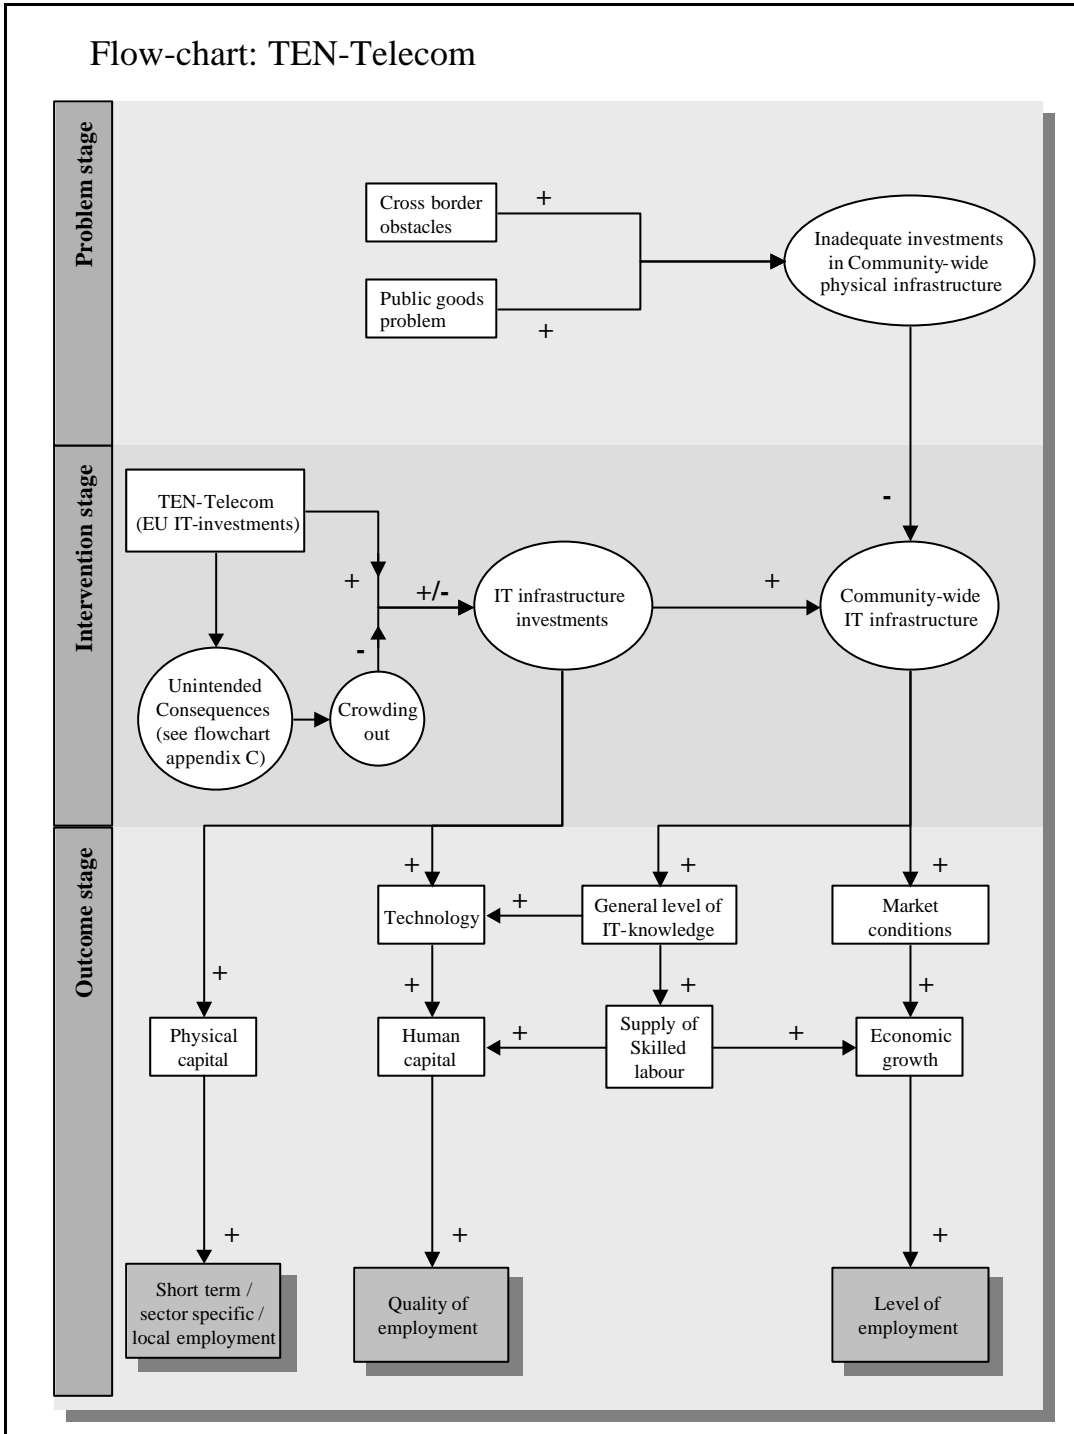 Flow-chart: TEN-Telecom
Problem stage
Cross border
obstacles
+
Public goods
problem
+
Inadequate investments
in Community-wide
physical infrastructure
-
Intervention stage
TEN-Telecom
(EU IT-investments)
+
+/-
-
Unintended
Consequences
(see flowchart
appendix C)
Crowding
out
IT infrastructure
investments
+
Community-wide
IT infrastructure
Outcome stage
+
+
+
Technology
+
General level of
IT-knowledge
Market
conditions
+
+
+
+
Physical
capital
Human
capital
+
Supply of
Skilled
labour
+
Economic
growth
+
+
+
Short term /
sector specific /
local employment
Quality of
employment
Level of
employment